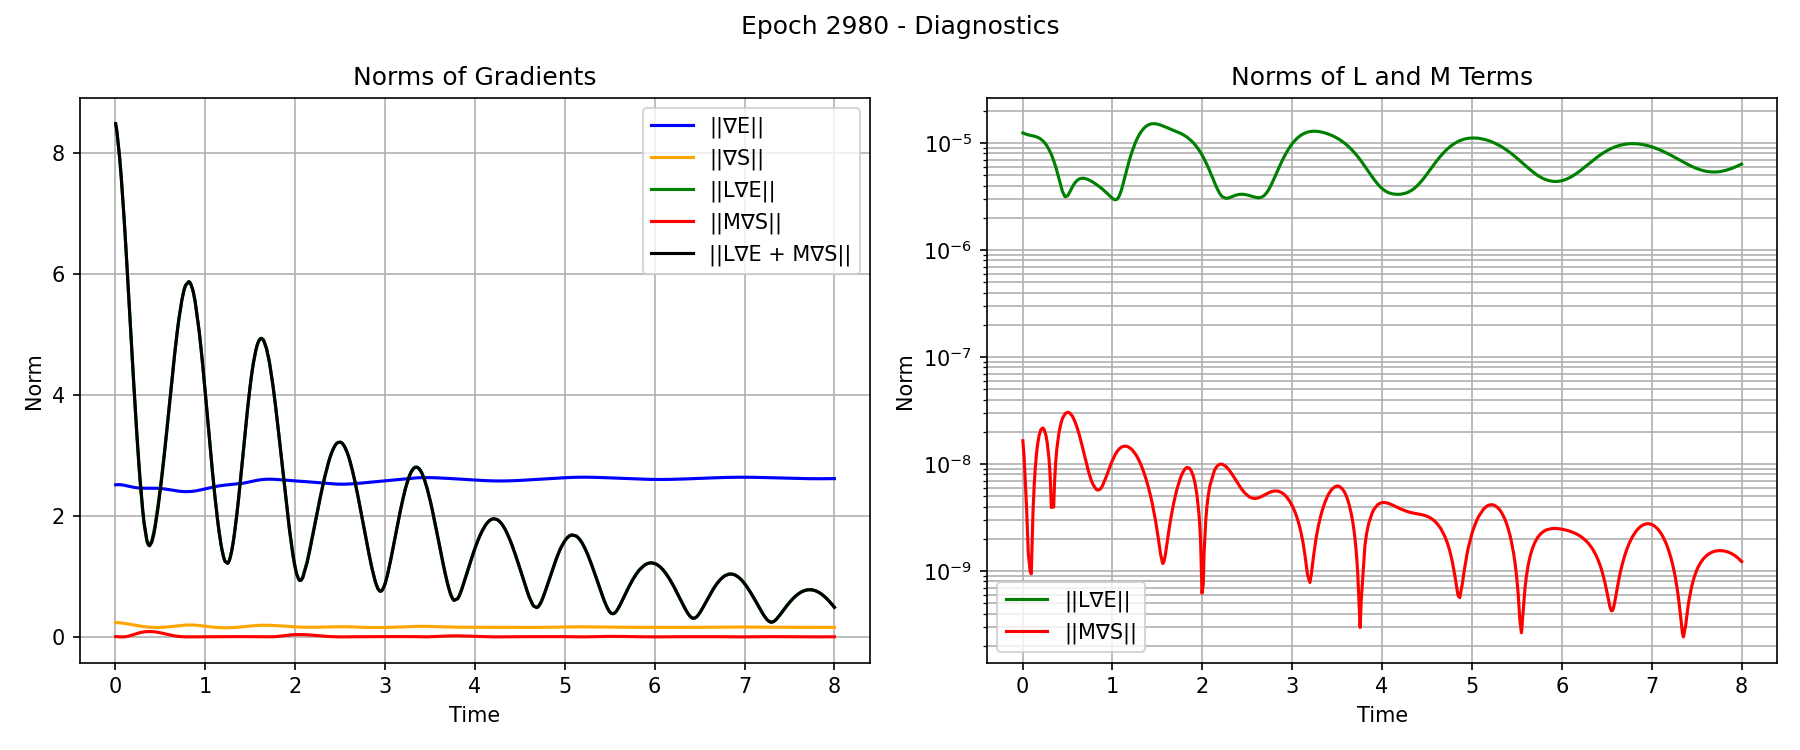 Epoch 2980 - Diagnostics
Norms of Gradients
Norm
8
6
4
2
0
0 1 2 3 4 5 6 7 8
Time
||∇E||
||∇S||
||L∇E||
||M∇S||
||L∇E + M∇S||
Norms of L and M Terms
Norm
10⁻⁵
10⁻⁶
10⁻⁷
10⁻⁸
10⁻⁹
0 1 2 3 4 5 6 7 8
Time
||L∇E||
||M∇S||